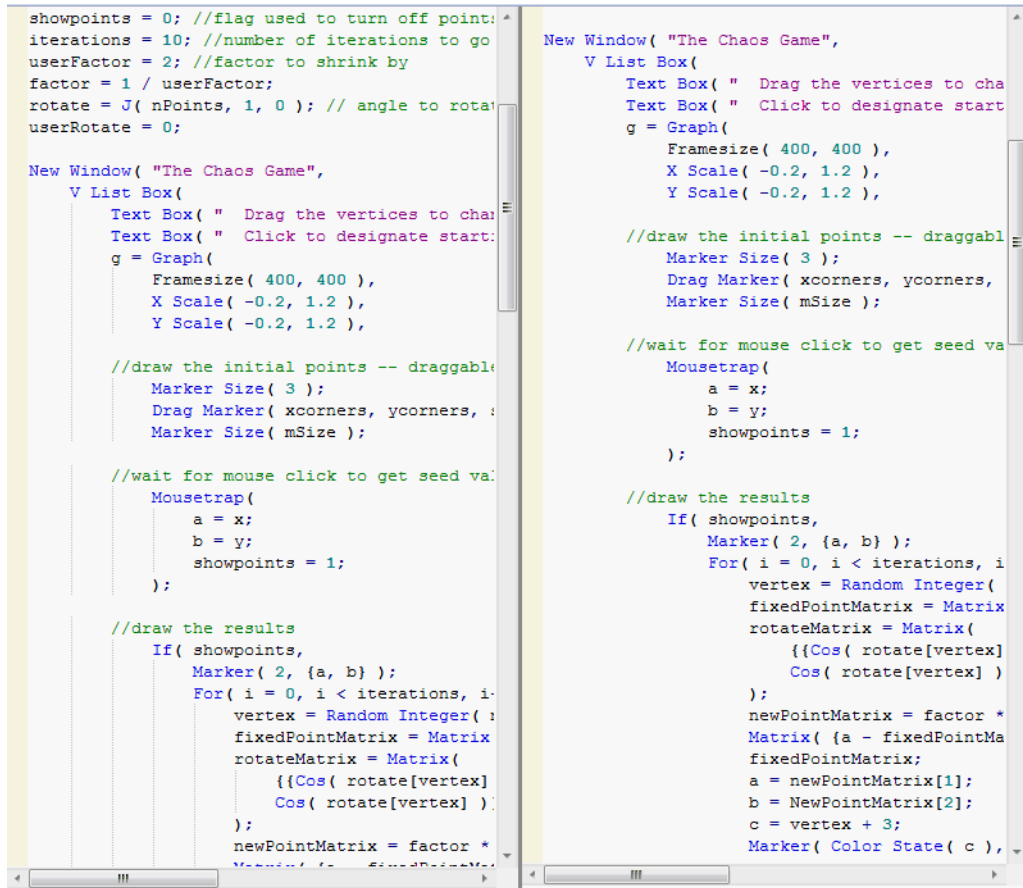 showpoints = 0; //flag used to turn off points
iterations = 10; //number of iterations to go
userFactor = 2; //factor to shrink by
factor = 1 / userFactor;
rotate = J( nPoints, 1, 0 ); // angle to rotat
userRotate = 0;
New Window( "The Chaos Game",
V List Box(
Text Box( "  Drag the vertices to cha
Text Box( "  Click to designate start
g = Graph(
Framesize( 400, 400 ),
X Scale( -0.2, 1.2 ),
Y Scale( -0.2, 1.2 ),
//draw the initial points -- draggable
Marker Size( 3 );
Drag Marker( xcorners, ycorners,
Marker Size( mSize );
//wait for mouse click to get seed va
Mousetrap(
a = x;
b = y;
showpoints = 1;
);
//draw the results
If( showpoints,
Marker( 2, {a, b} );
For( i = 0, i < iterations, i
vertex = Random Integer(
fixedPointMatrix = Matrix
rotateMatrix = Matrix(
{{Cos( rotate[vertex]
Cos( rotate[vertex] )
);
newPointMatrix = factor *
New Window( "The Chaos Game",
V List Box(
Text Box( "  Drag the vertices to cha
Text Box( "  Click to designate start
g = Graph(
Framesize( 400, 400 ),
X Scale( -0.2, 1.2 ),
Y Scale( -0.2, 1.2 ),
//draw the initial points -- draggabl
Marker Size( 3 );
Drag Marker( xcorners, ycorners,
Marker Size( mSize );
//wait for mouse click to get seed va
Mousetrap(
a = x;
b = y;
showpoints = 1;
);
//draw the results
If( showpoints,
Marker( 2, {a, b} );
For( i = 0, i < iterations, i
vertex = Random Integer(
fixedPointMatrix = Matrix
rotateMatrix = Matrix(
{{Cos( rotate[vertex]
Cos( rotate[vertex] )
);
newPointMatrix = factor *
Matrix( {a - fixedPointMa
fixedPointMatrix;
a = newPointMatrix[1];
b = NewPointMatrix[2];
c = vertex + 3;
Marker( Color State( c ),